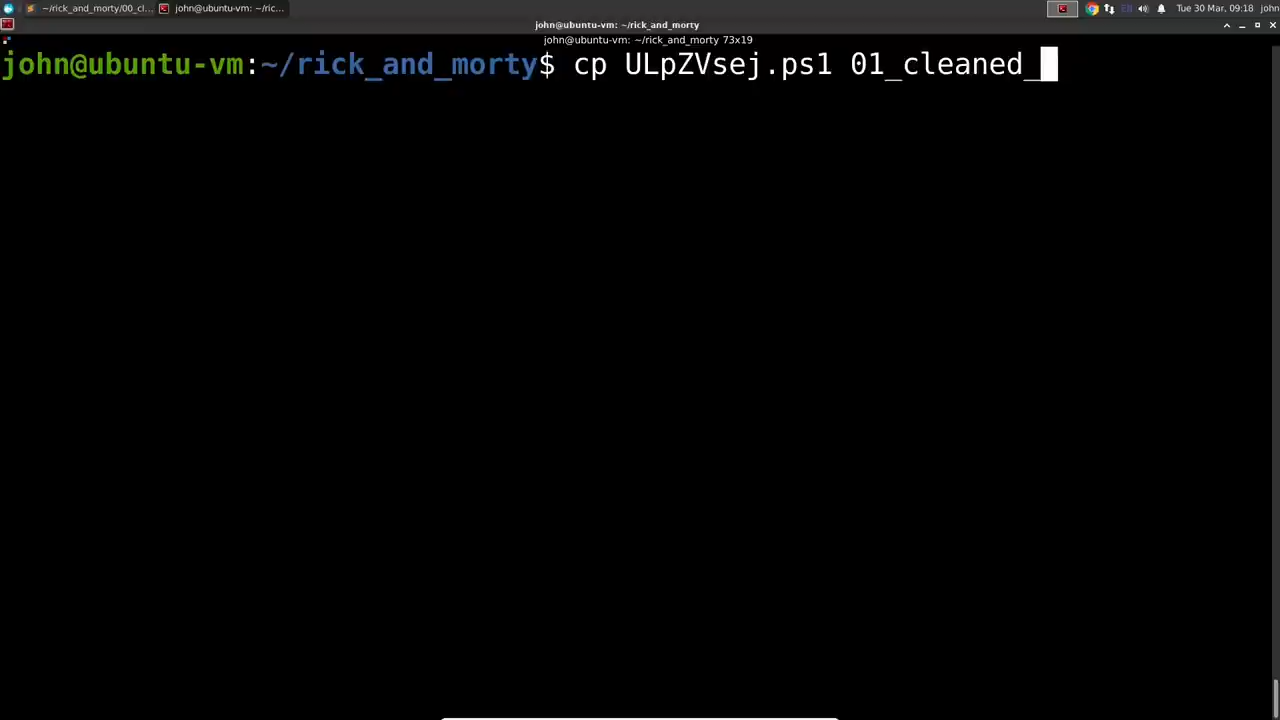 ~/rick_and_morty/00_cl... john@ubuntu-vm: ~/ric... Tue 30 Mar, 09:18 john
john@ubuntu-vm: ~/rick_and_morty
john@ubuntu-vm: ~/rick_and_morty 73x19
john@ubuntu-vm:~/rick_and_morty$ cp ULpZVsej.ps1 01_cleaned_